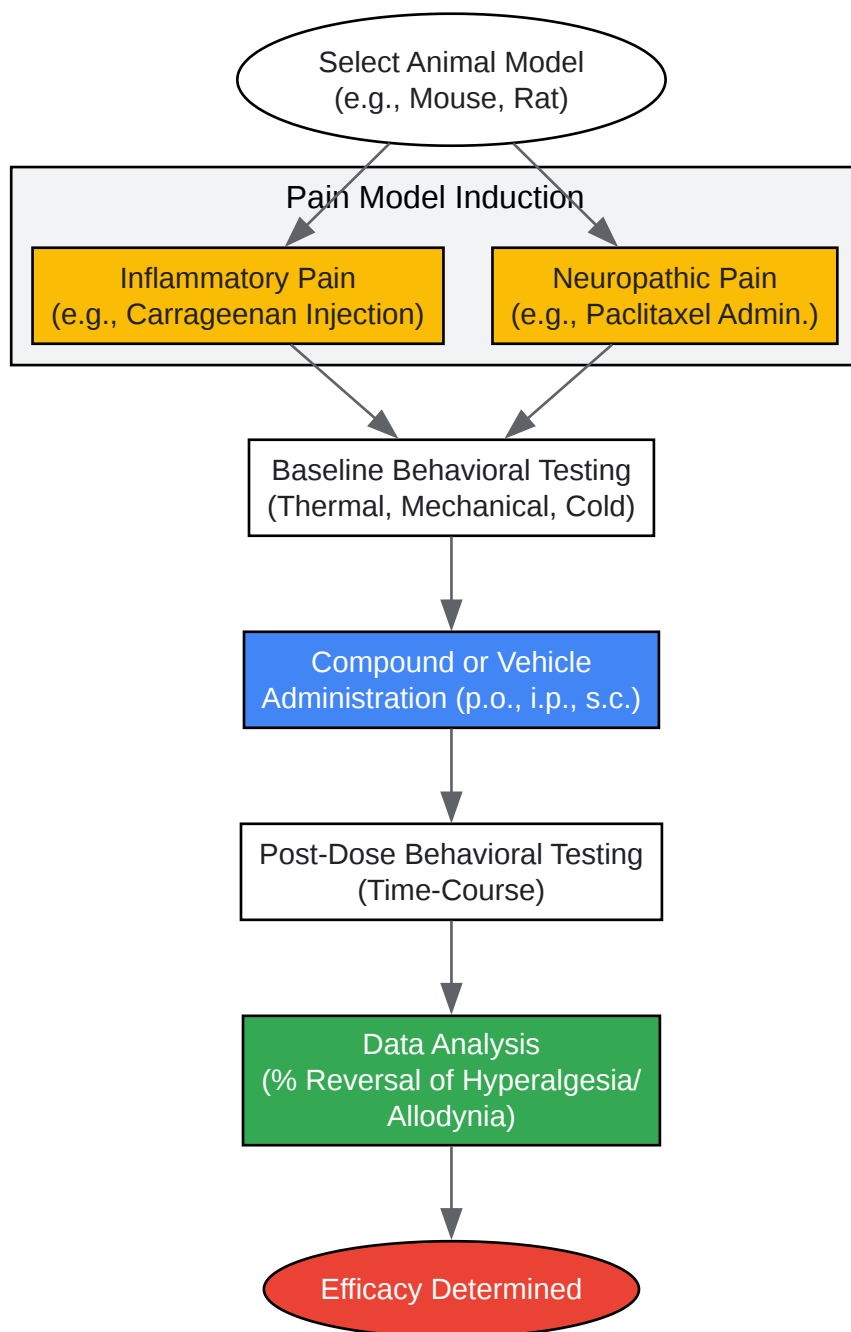 Select Animal Model
(e.g., Mouse, Rat)
Pain Model Induction
Inflammatory Pain
(e.g., Carrageenan Injection)
Neuropathic Pain
(e.g., Paclitaxel Admin.)
Baseline Behavioral Testing
(Thermal, Mechanical, Cold)
Compound or Vehicle
Administration (p.o., i.p., s.c.)
Post-Dose Behavioral Testing
(Time-Course)
Data Analysis
(% Reversal of Hyperalgesia/
Allodynia)
Efficacy Determined